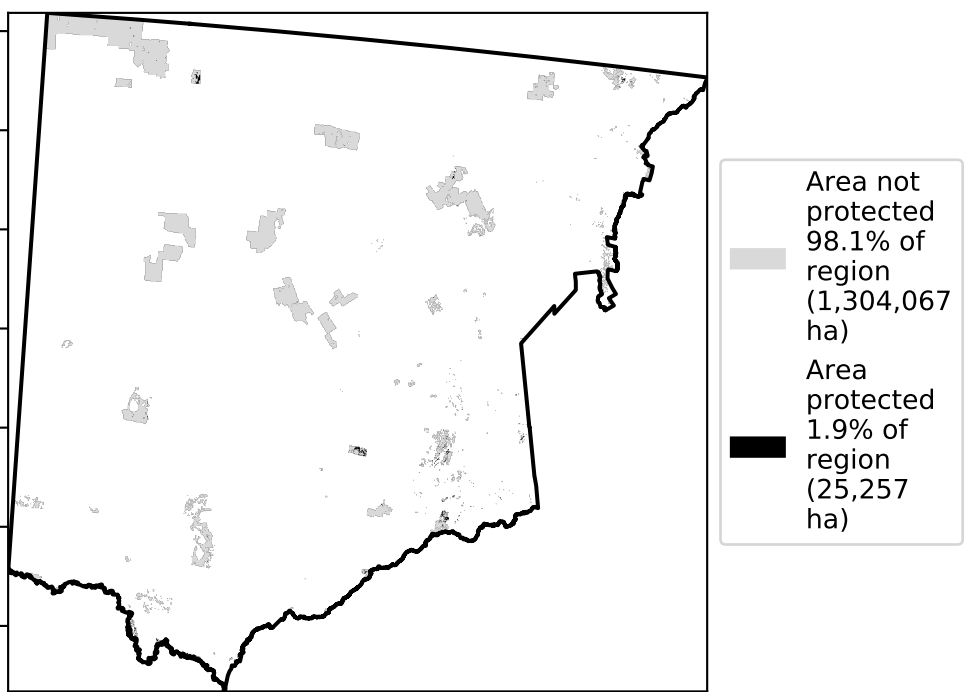 Area not
protected
98.1% of
region
(1,304,067
ha)
Area
protected
1.9% of
region
(25,257
ha)